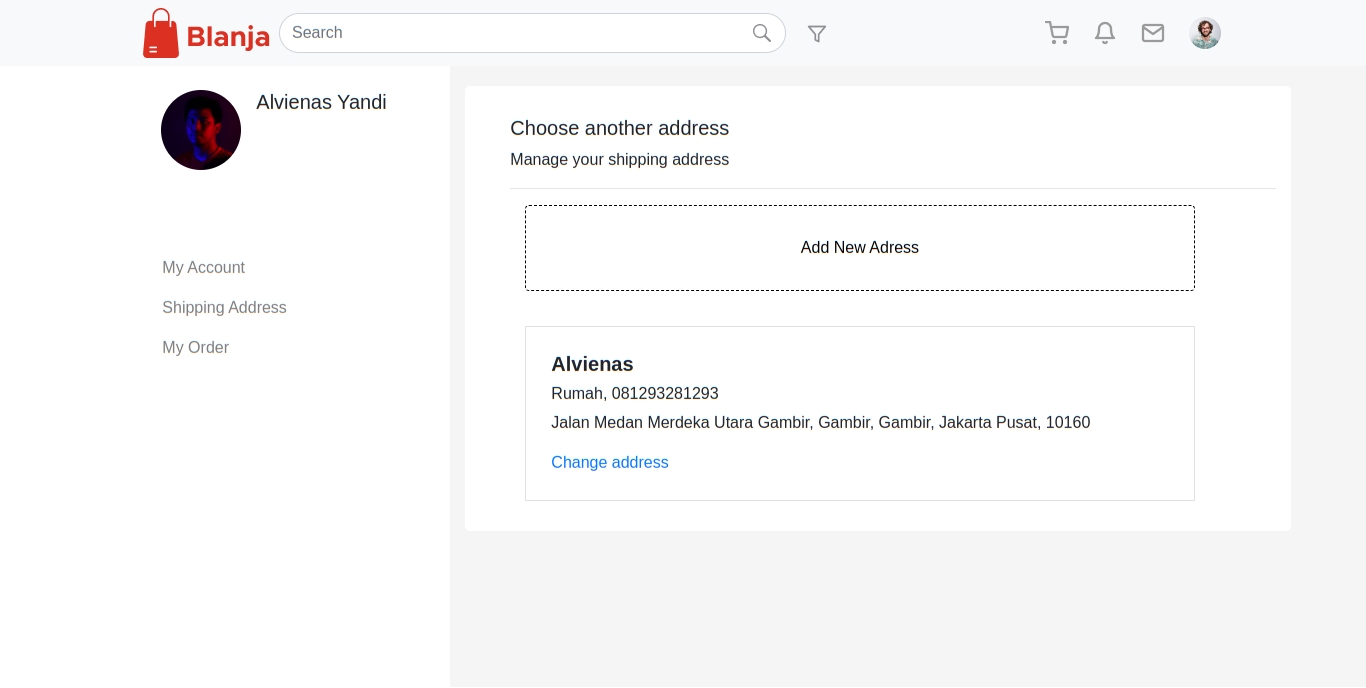 Blanja
Search
Alvienas Yandi
My Account
Shipping Address
My Order
Choose another address
Manage your shipping address
Add New Adress
Alvienas
Rumah, 081293281293
Jalan Medan Merdeka Utara Gambir, Gambir, Gambir, Jakarta Pusat, 10160
Change address